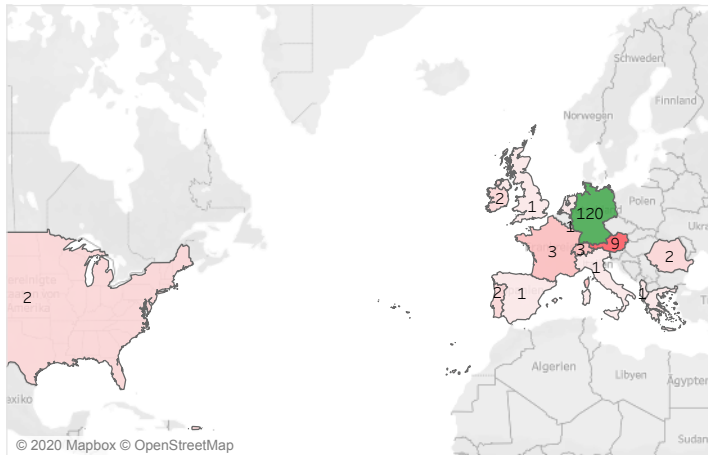 Schweden
Finnland
Norwegen
2
1
Polen
120
1
Ukra
3
3
9
2
1
2
1
1
2
Algerien
Libyen
Ägypten
Sudan
© 2020 Mapbox © OpenStreetMap